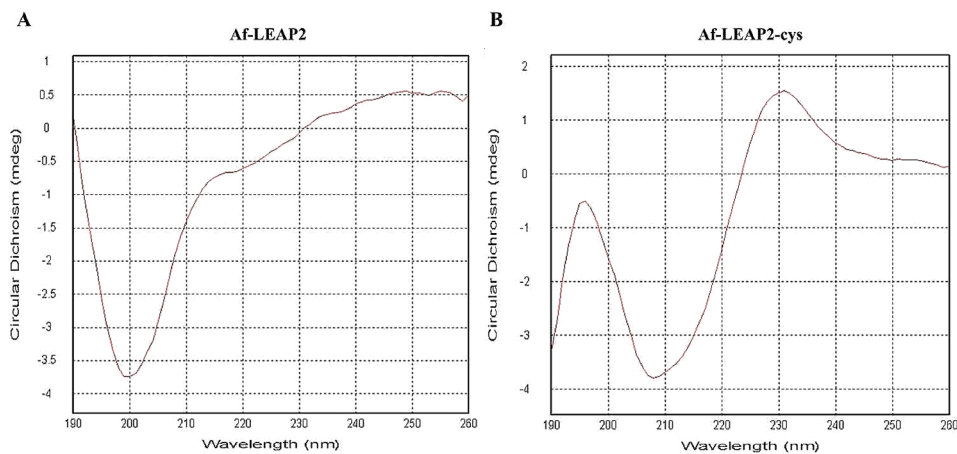 A
Af-LEAP2
1
0.5
0
-0.5
-1
-1.5
-2
-2.5
-3
-3.5
-4
Circular Dichroism (mdeg)
190 200 210 220 230 240 250 260
Wavelength (nm)
B
Af-LEAP2-cys
2
1
0
-1
-2
-3
-4
Circular Dichroism (mdeg)
190 200 210 220 230 240 250 260
Wavelength (nm)